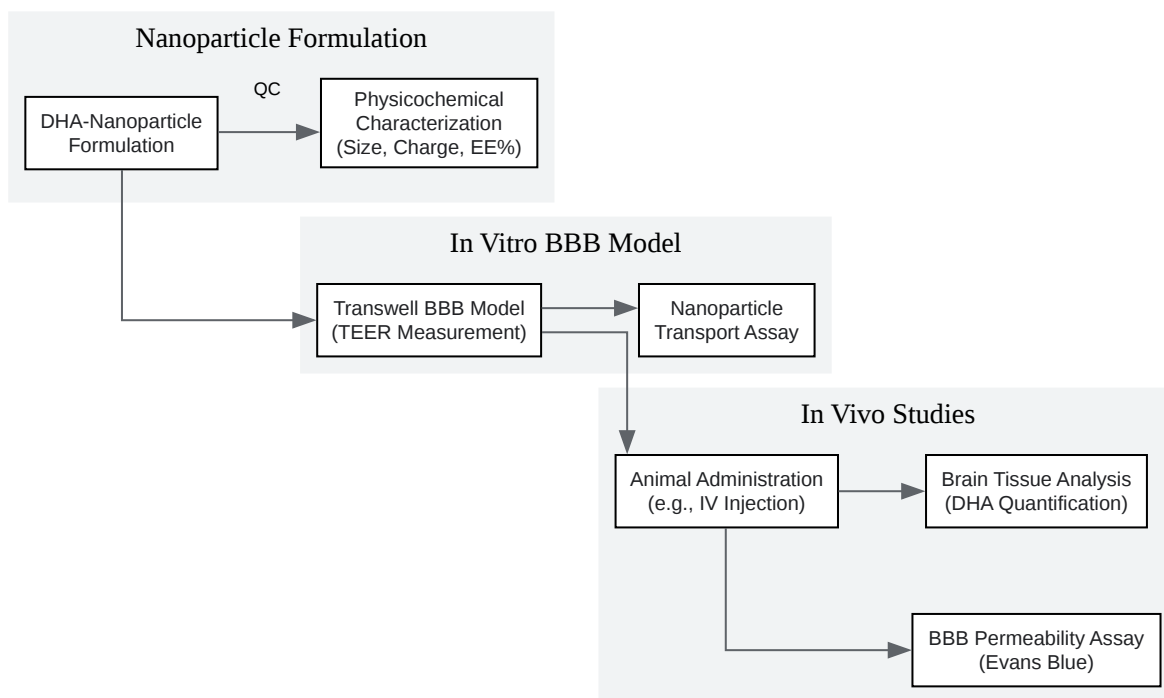 Nanoparticle Formulation
QC
DHA-Nanoparticle
Formulation
Physicochemical
Characterization
(Size, Charge, EE%)
In Vitro BBB Model
Transwell BBB Model
(TEER Measurement)
Nanoparticle
Transport Assay
In Vivo Studies
Animal Administration
(e.g., IV Injection)
Brain Tissue Analysis
(DHA Quantification)
BBB Permeability Assay
(Evans Blue)